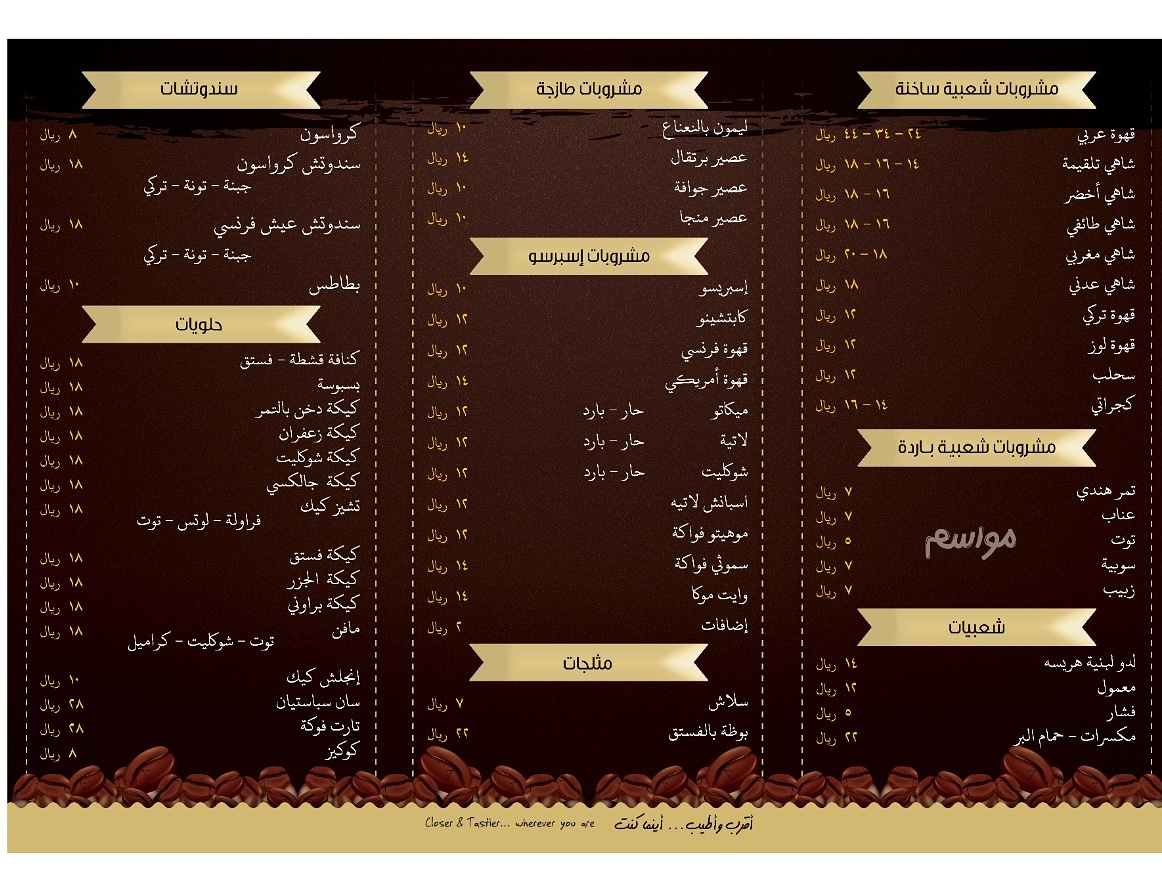 مشروبات شعبية ساخنة
قهوة عربي ٢٤ - ٣٤ - ٤٤ ريال
شاهي تلقيمة ١٤ - ١٦ - ١٨ ريال
شاهي أخضر ١٦ - ١٨ ريال
شاهي طائفي ١٦ - ١٨ ريال
شاهي مغربي ١٨ - ٢٠ ريال
شاهي عدني ١٨ ريال
قهوة تركي ١٢ ريال
قهوة لوز ١٢ ريال
سحلب ١٢ ريال
كجراتي ١٤ - ١٦ ريال
مشروبات شعبية باردة
تمر هندي ٧ ريال
عناب ٧ ريال
توت ٥ ريال
مواسم
سوبية ٧ ريال
زبيب ٧ ريال
شعبيات
لدو لبنية هريسه ١٤ ريال
معمول ١٢ ريال
فشار ٥ ريال
مكسرات - حمام البر ٢٢ ريال
مشروبات طازجة
ليمون بالنعناع ١٠ ريال
عصير برتقال ١٤ ريال
عصير جوافة ١٠ ريال
عصير منجا ١٠ ريال
مشروبات إسبرسو
إسبريسو ١٠ ريال
كابتشينو ١٢ ريال
قهوة فرنسي ١٢ ريال
قهوة أمريكي ١٤ ريال
ميكاتو حار - بارد ١٢ ريال
لاتية حار - بارد ١٢ ريال
شوكليت حار - بارد ١٢ ريال
اسبانش لاتيه ١٢ ريال
موهيتو فواكة ١٢ ريال
سموثي فواكة ١٤ ريال
وايت موكا ١٤ ريال
إضافات ٢ ريال
مثلجات
سلاش ٧ ريال
بوظة بالفستق ٢٢ ريال
سندوتشات
كرواسون ٨ ريال
سندوتش كرواسون ١٨ ريال
جبنة - تونة - تركي
سندوتش عيش فرنسي ١٨ ريال
جبنة - تونة - تركي
بطاطس ١٠ ريال
حلويات
كنافة قشطة - فستق ١٨ ريال
بسبوسة ١٨ ريال
كيكة دخن بالتمر ١٨ ريال
كيكة زعفران ١٨ ريال
كيكة شوكليت ١٨ ريال
كيكة جالكسي ١٨ ريال
تشيز كيك ١٨ ريال
فراولة - لوتس - توت
كيكة فستق ١٨ ريال
كيكة الجزر ١٨ ريال
كيكة براوني ١٨ ريال
مافن ١٨ ريال
توت - شوكليت - كراميل
إنجلش كيك ١٠ ريال
سان سباستيان ٢٨ ريال
تارت فوكة ٢٨ ريال
كوكيز ٨ ريال
أقرب وأطيب... أينما كنت
Closer & Tastier... wherever you are